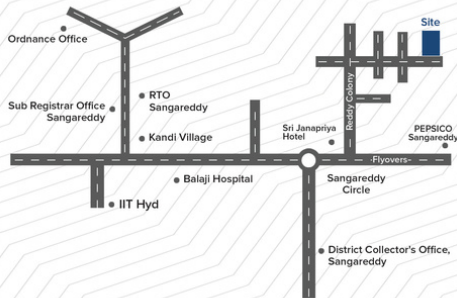 Site
Ordnance Office
RTO
Sangareddy
Sub Registrar Office
Sangareddy
Reddy Colony
Kandi Village
Sri Janapriya
Hotel
PEPSICO
Sangareddy
-Flyovers-
Balaji Hospital
Sangareddy
Circle
IIT Hyd
District Collector's Office,
Sangareddy